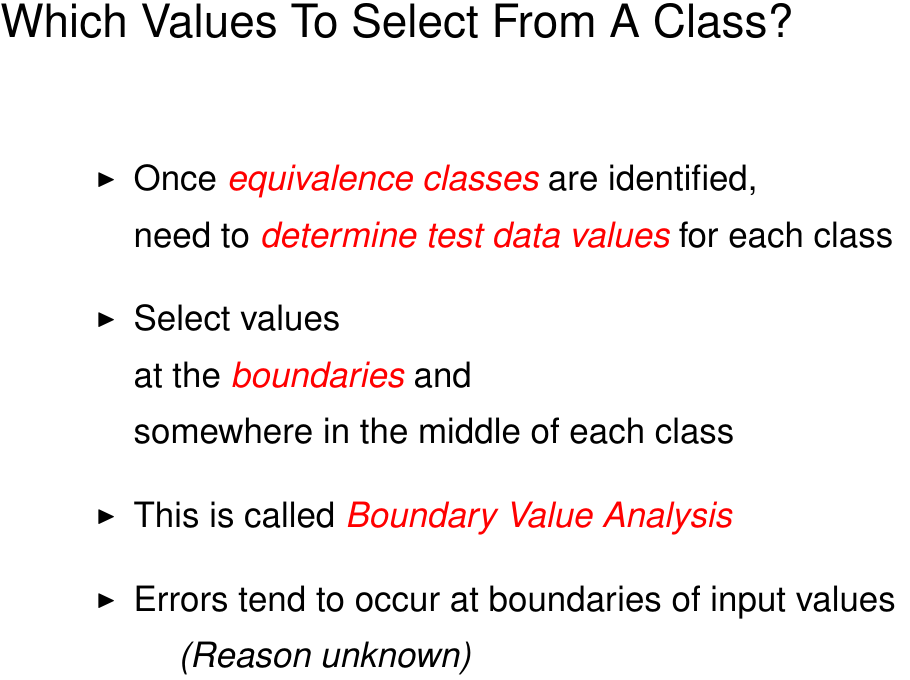 Which Values To Select From A Class?
▶ Once equivalence classes are identified,
need to determine test data values for each class
▶ Select values
at the boundaries and
somewhere in the middle of each class
▶ This is called Boundary Value Analysis
▶ Errors tend to occur at boundaries of input values
(Reason unknown)